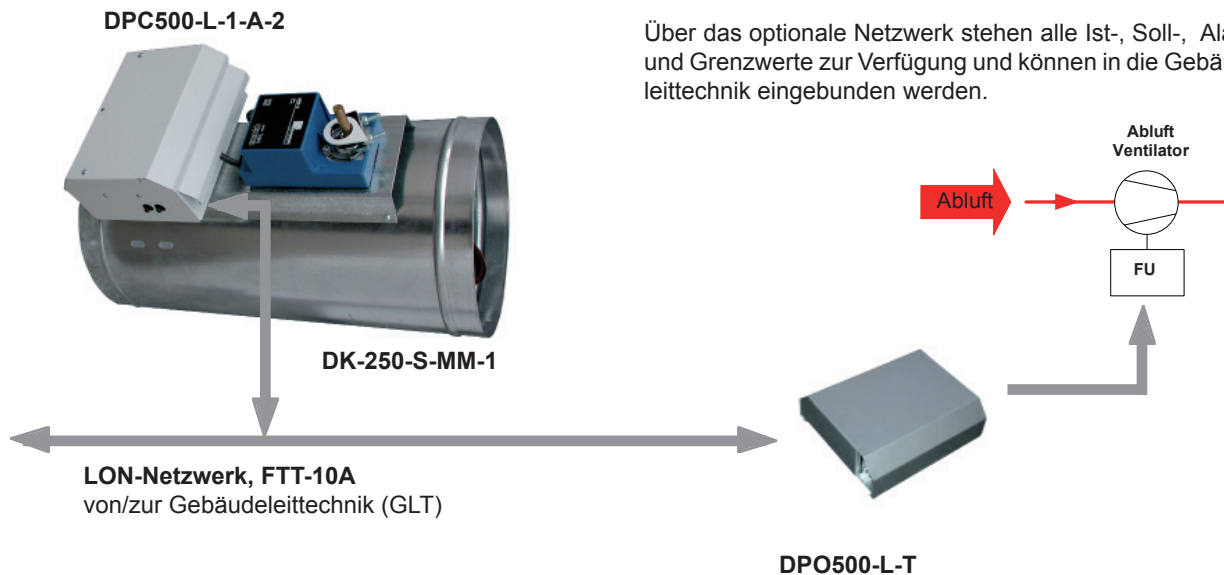 DPC500-L-1-A-2
Über das optionale Netzwerk stehen alle Ist-, Soll-,
und Grenzwerte zur Verfügung und können in die
leittechnik eingebunden werden.
Abluft
Ventilator
Abluft
FU
DK-250-S-MM-1
LON-Netzwerk, FTT-10A
von/zur Gebäudeleittechnik (GLT)
DPO500-L-T